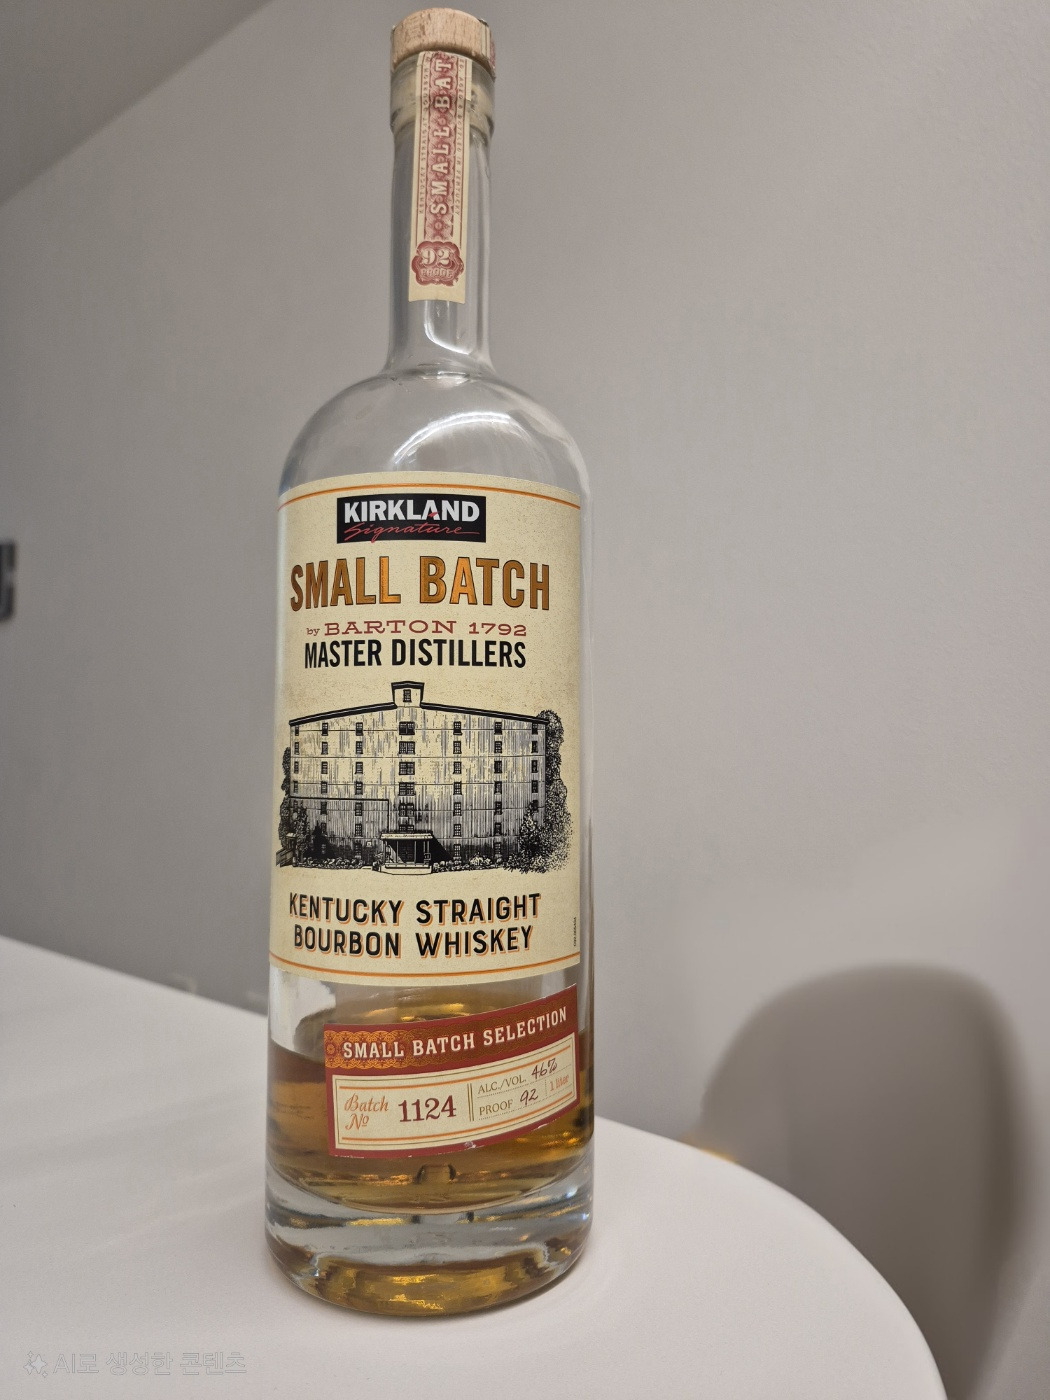 SMALL BAT
92
PROOF
KIRKLAND
Signature
SMALL BATCH
by BARTON 1792
MASTER DISTILLERS
KENTUCKY STRAIGHT
BOURBON WHISKEY
SMALL BATCH SELECTION
Batch
Nº 1124
ALC./VOL. 46%
PROOF 92
1 liter
AI로 생성한 콘텐츠